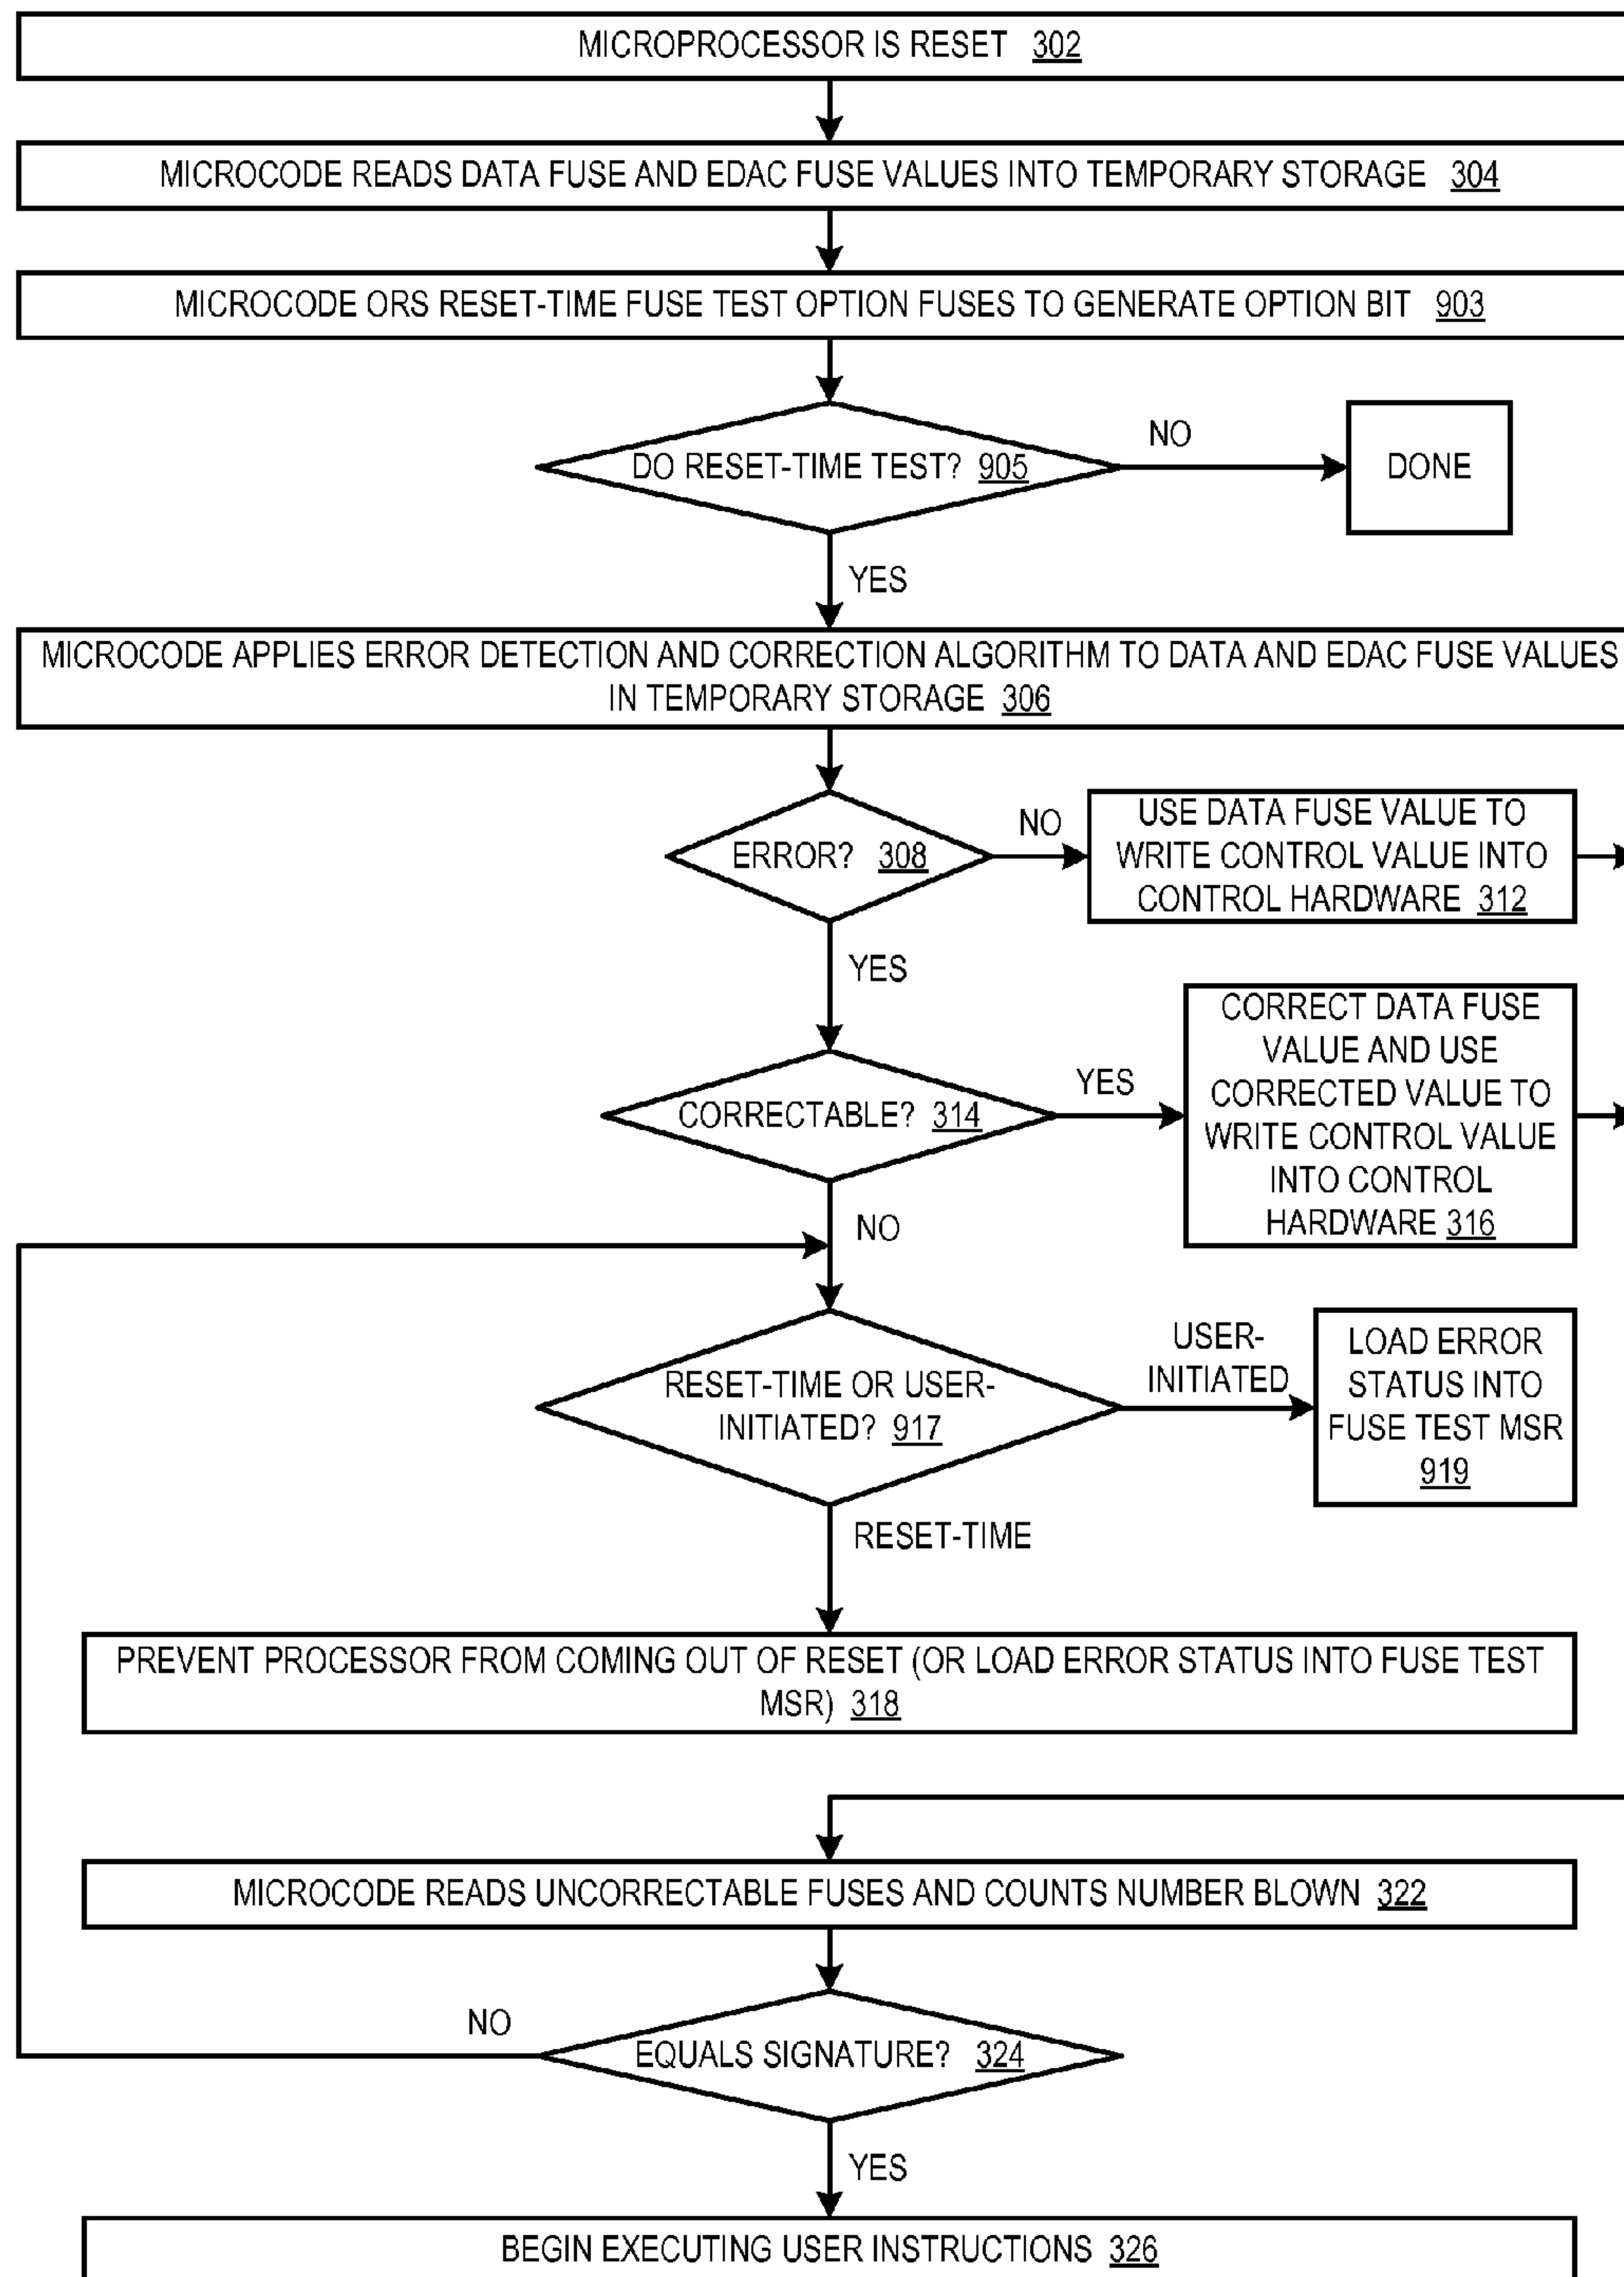 MICROPROCESSOR IS RESET 302
MICROCODE READS DATA FUSE AND EDAC FUSE VALUES INTO TEMPORARY STORAGE 304
MICROCODE ORS RESET-TIME FUSE TEST OPTION FUSES TO GENERATE OPTION BIT 903
DO RESET-TIME TEST? 905
NO
DONE
YES
MICROCODE APPLIES ERROR DETECTION AND CORRECTION ALGORITHM TO DATA AND EDAC FUSE VALUES
IN TEMPORARY STORAGE 306
ERROR? 308
NO
USE DATA FUSE VALUE TO
WRITE CONTROL VALUE INTO
CONTROL HARDWARE 312
YES
CORRECTABLE? 314
YES
CORRECT DATA FUSE
VALUE AND USE
CORRECTED VALUE TO
WRITE CONTROL VALUE
INTO CONTROL
HARDWARE 316
NO
RESET-TIME OR USER-
INITIATED? 917
USER-
INITIATED
LOAD ERROR
STATUS INTO
FUSE TEST MSR
919
RESET-TIME
PREVENT PROCESSOR FROM COMING OUT OF RESET (OR LOAD ERROR STATUS INTO FUSE TEST
MSR) 318
MICROCODE READS UNCORRECTABLE FUSES AND COUNTS NUMBER BLOWN 322
EQUALS SIGNATURE? 324
NO
YES
BEGIN EXECUTING USER INSTRUCTIONS 326